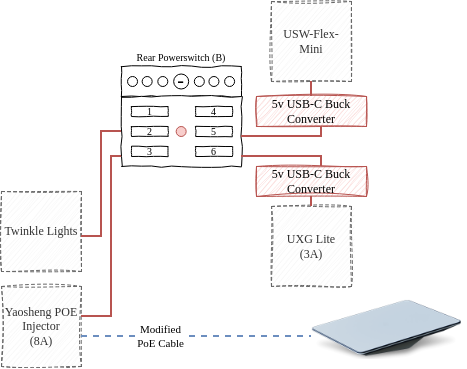 USW-Flex-
Mini
Rear Powerswitch (B)
5v USB-C Buck
Converter
1
4
2
5
3
6
5v USB-C Buck
Converter
Twinkle Lights
UXG Lite
(3A)
Yaosheng POE
Injector
(8A)
Modified
PoE Cable